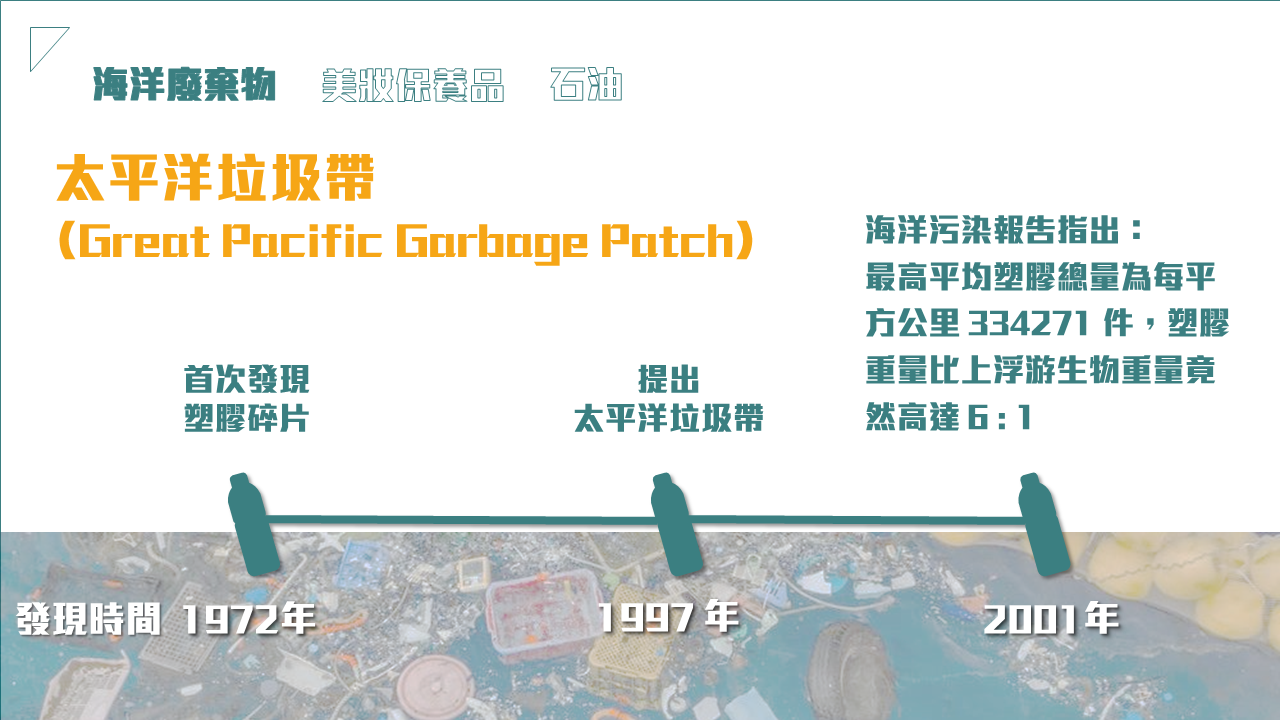 海洋廢棄物 美妝保養品 石油
太平洋垃圾帶
(Great Pacific Garbage Patch)
海洋污染報告指出：
最高平均塑膠總量為每平
方公里 334271 件，塑膠
重量比上浮游生物重量竟
然高達 6 : 1
首次發現
塑膠碎片
提出
太平洋垃圾帶
發現時間 1972年 1997 年 2001年